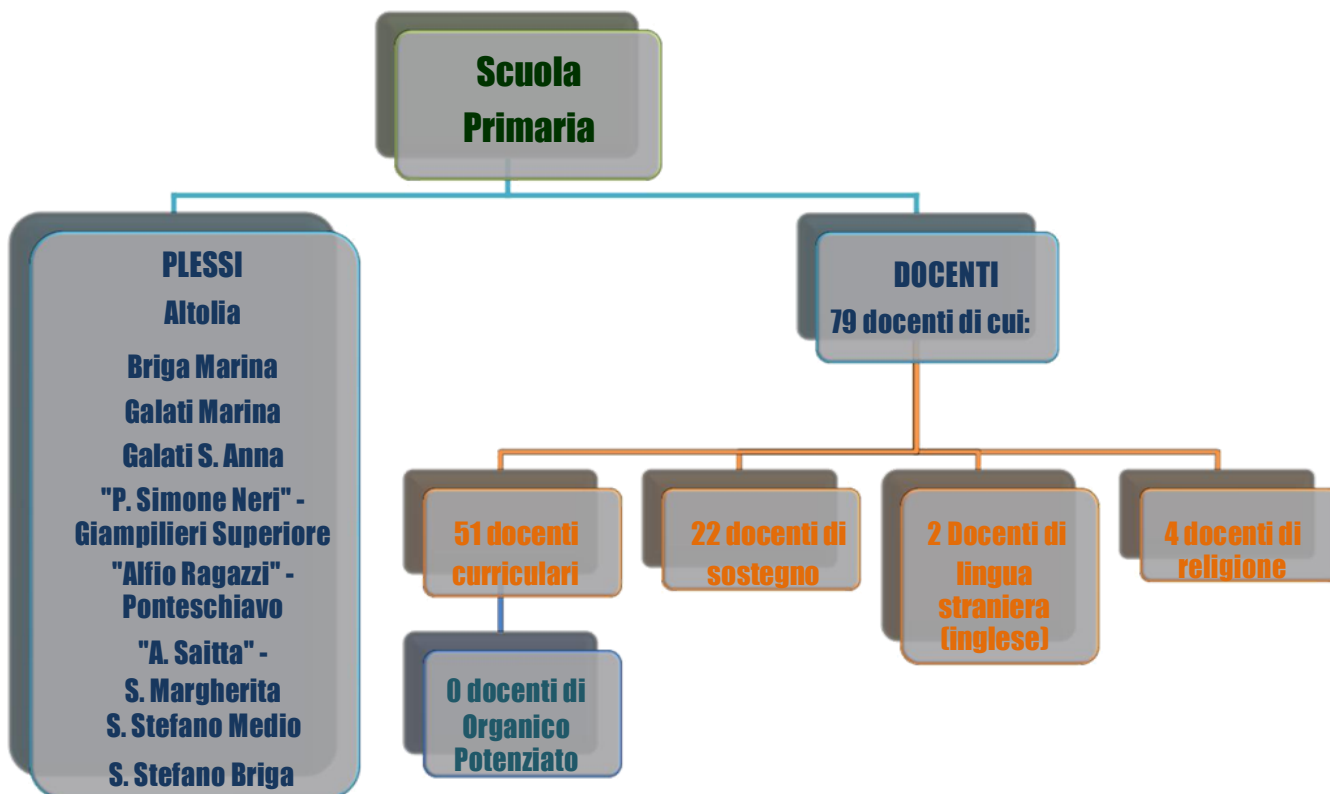 Scuola
Primaria
PLESSI
Altolia
Briga Marina
Galati Marina
Galati S. Anna
"P. Simone Neri" -
Giampilieri Superiore
"Alfio Ragazzi" -
Ponteschiavo
"A. Saitta" -
S. Margherita
S. Stefano Medio
S. Stefano Briga
DOCENTI
79 docenti di cui:
51 docenti
curriculari
0 docenti di
Organico
Potenziato
22 docenti di
sostegno
2 Docenti di
lingua
straniera
(inglese)
4 docenti di
religione